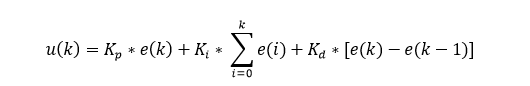 u(k) = K_p * e(k) + K_i * \sum_{i=0}^{k} e(i) + K_d * [e(k) − e(k − 1)]